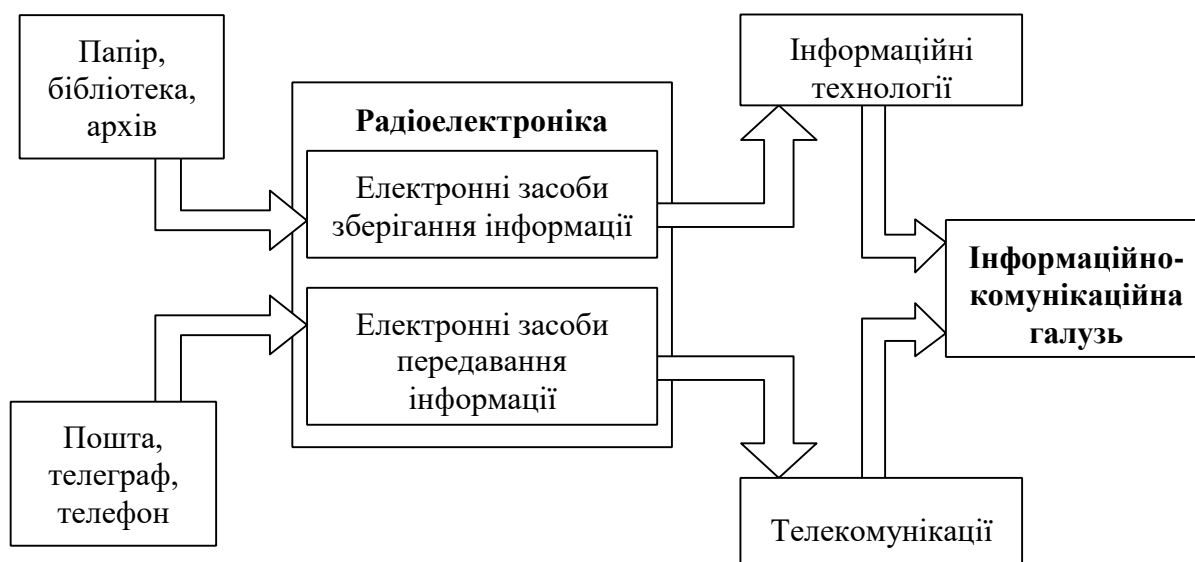 Папір,
бібліотека,
архів
Радіоелектроніка
Електронні засоби
зберігання інформації
Електронні засоби
передавання
інформації
Пошта,
телеграф,
телефон
Інформаційні
технології
Телекомунікації
Інформаційно-
комунікаційна
галузь